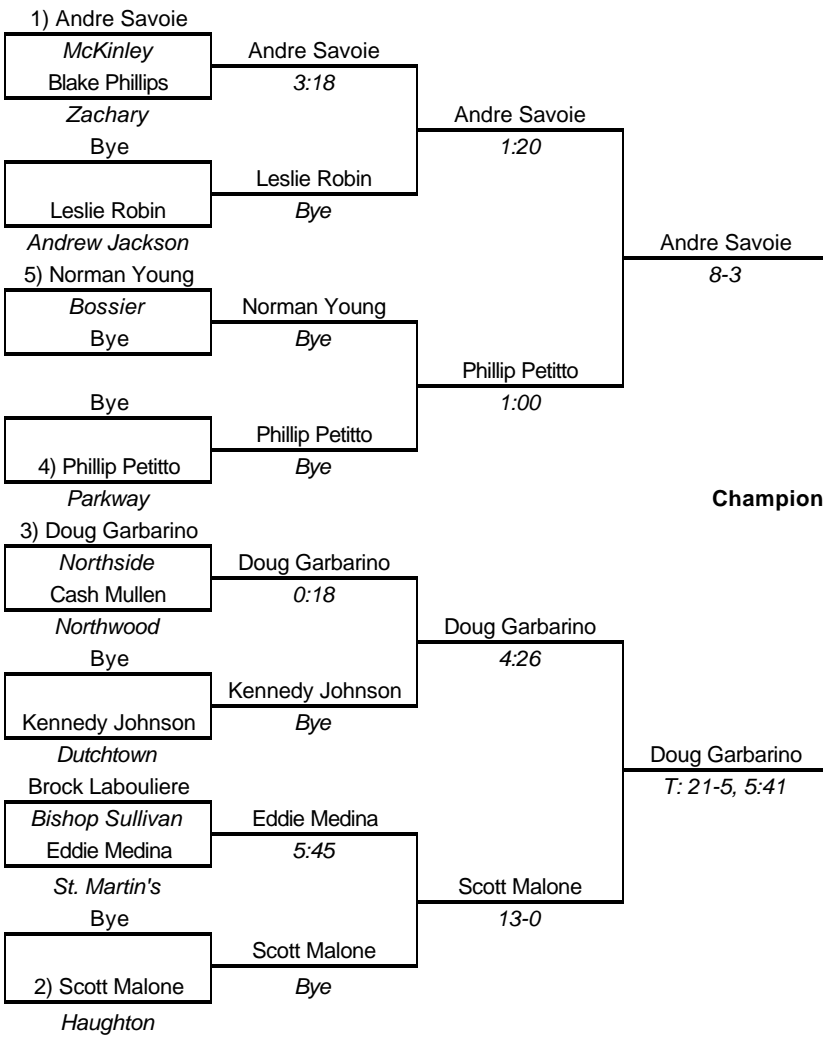 1) Andre Savoie
McKinley
Andre Savoie
Blake Phillips
3:18
Zachary
Andre Savoie
Bye
1:20
Leslie Robin
Leslie Robin
Bye
Andrew Jackson
Andre Savoie
5) Norman Young
8-3
Bossier
Norman Young
Bye
Bye
Phillip Petitto
Bye
1:00
Phillip Petitto
4) Phillip Petitto
Bye
Parkway
Champion
3) Doug Garbarino
Northside
Doug Garbarino
Cash Mullen
0:18
Northwood
Doug Garbarino
Bye
4:26
Kennedy Johnson
Kennedy Johnson
Bye
Dutchtown
Doug Garbarino
Brock Labouliere
T: 21-5, 5:41
Bishop Sullivan
Eddie Medina
Eddie Medina
5:45
St. Martin's
Scott Malone
Bye
13-0
Scott Malone
2) Scott Malone
Bye
Haughton